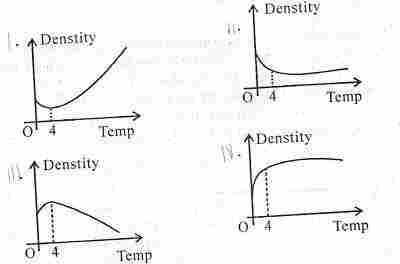 I.
Denstity
O 4 Temp
II.
Denstity
O 4 Temp
III.
Denstity
O 4 Temp
IV.
Denstity
O 4 Temp